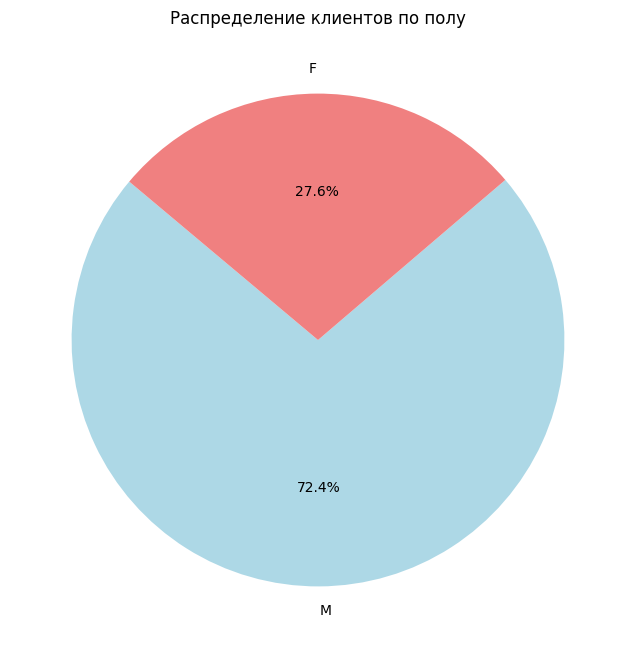 Распределение клиентов по полу
F
27.6%
72.4%
M